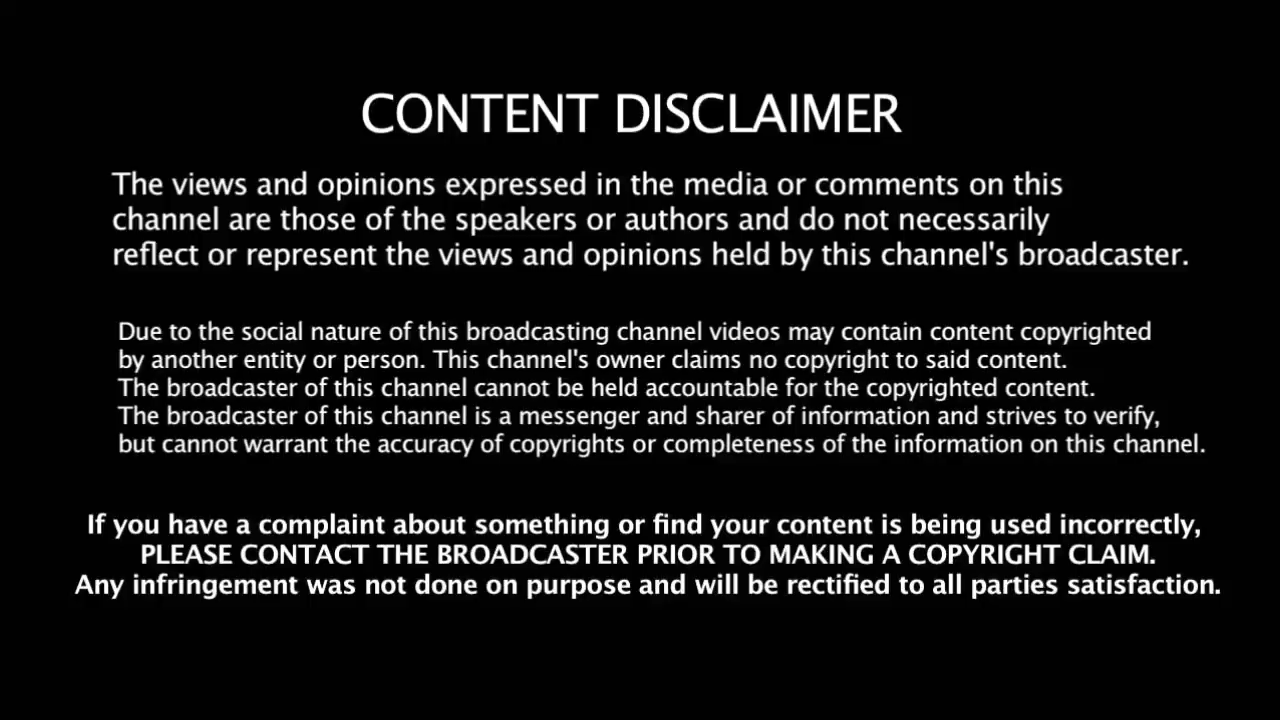 CONTENT DISCLAIMER
The views and opinions expressed in the media or comments on this
channel are those of the speakers or authors and do not necessarily
reflect or represent the views and opinions held by this channel's broadcaster.
Due to the social nature of this broadcasting channel videos may contain content copyrighted
by another entity or person. This channel's owner claims no copyright to said content.
The broadcaster of this channel cannot be held accountable for the copyrighted content.
The broadcaster of this channel is a messenger and sharer of information and strives to verify,
but cannot warrant the accuracy of copyrights or completeness of the information on this channel.
If you have a complaint about something or find your content is being used incorrectly,
PLEASE CONTACT THE BROADCASTER PRIOR TO MAKING A COPYRIGHT CLAIM.
Any infringement was not done on purpose and will be rectified to all parties satisfaction.